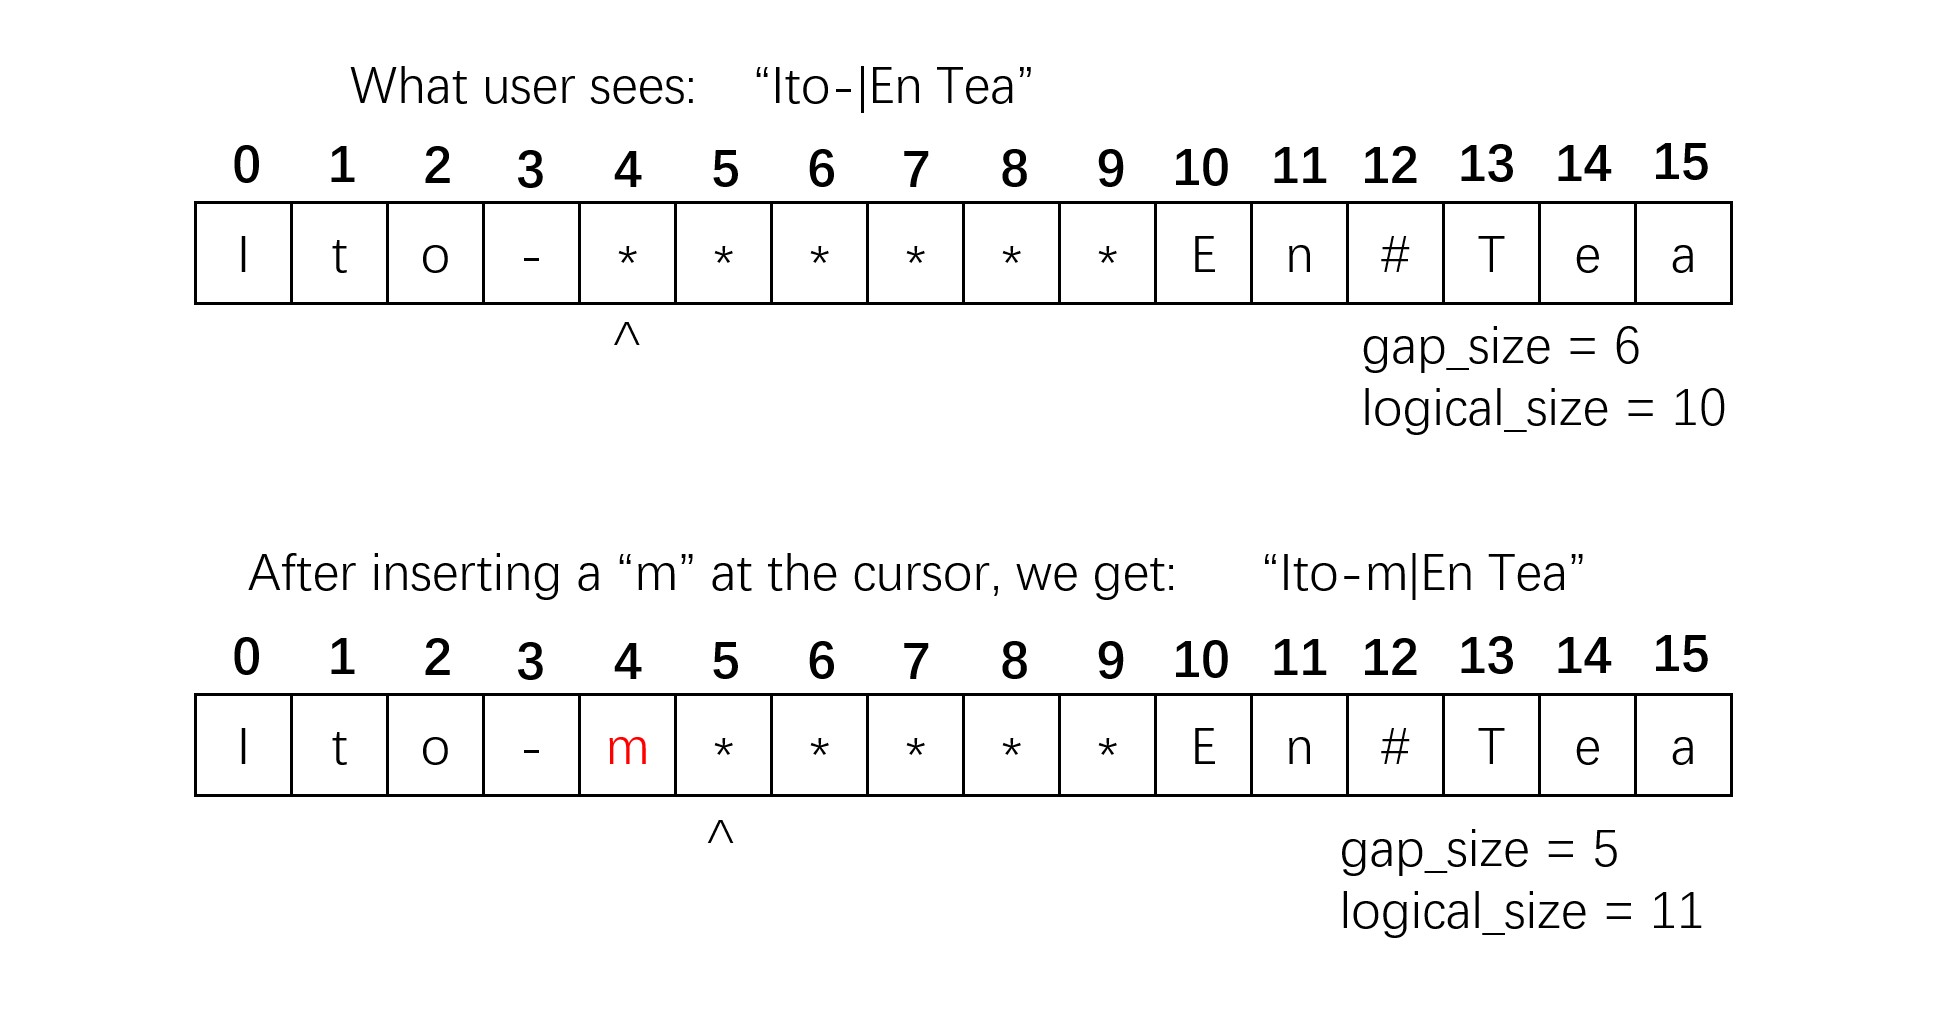 What user sees: “Ito-|En Tea”
0 1 2 3 4 5 6 7 8 9 10 11 12 13 14 15
I t o - * * * * * * E n # T e a
^
gap_size = 6
logical_size = 10
After inserting a “m” at the cursor, we get: “Ito-m|En Tea”
0 1 2 3 4 5 6 7 8 9 10 11 12 13 14 15
I t o - m * * * * * E n # T e a
^
gap_size = 5
logical_size = 11